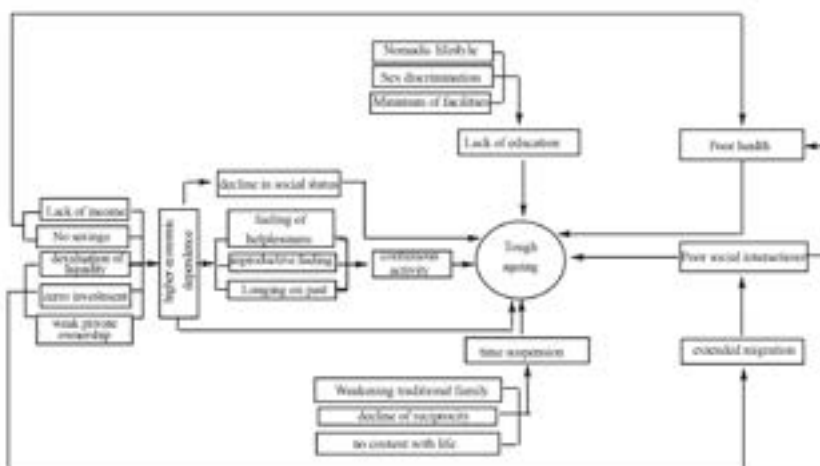 Nomadic lifestyle
Sex discrimination
Minimum of facilities
Lack of education
Poor health
decline in social status
Lack of income
No savings
devaluation of
liquidity
zero investment
weak private
ownership
higher economic
dependence
feeling of
helplessness
unproductive feeling
Longing on past
continuous
activity
Tough
ageing
Poor social interactions
time suspension
extended migration
Weakening traditional family
decline of reciprocity
no content with life